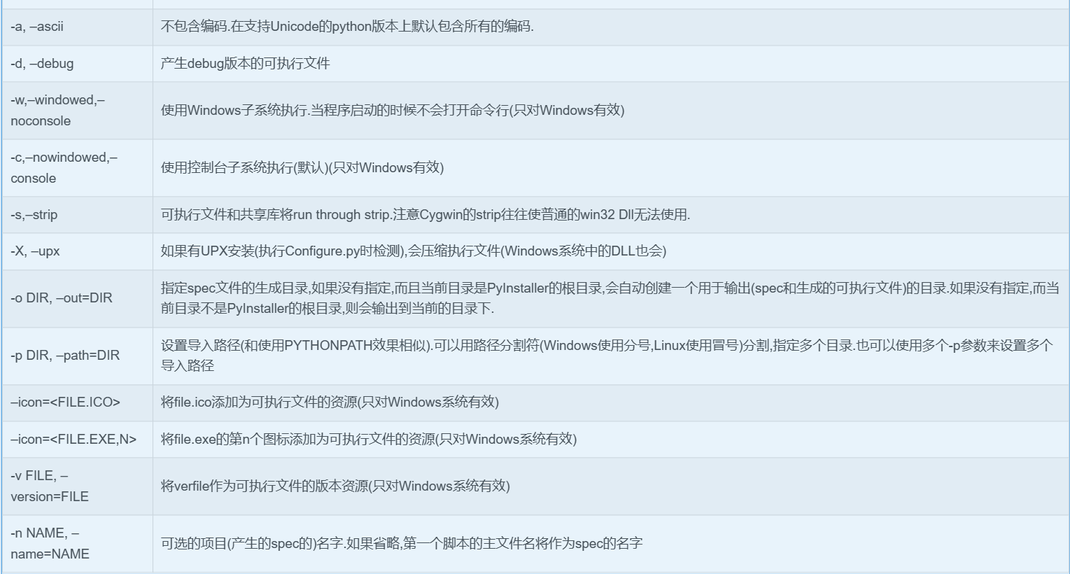 -a, –ascii
不包含编码.在支持Unicode的python版本上默认包含所有的编码.
-d, –debug
产生debug版本的可执行文件
-w,–windowed,–
noconsole
使用Windows子系统执行.当程序启动的时候不会打开命令行(只对Windows有效)
-c,–nowindowed,–
console
使用控制台子系统执行(默认)(只对Windows有效)
-s,–strip
可执行文件和共享库将run through strip.注意Cygwin的strip往往使普通的win32 Dll无法使用.
-X, –upx
如果有UPX安装(执行Configure.py时检测),会压缩执行文件(Windows系统中的DLL也会)
-o DIR, –out=DIR
指定spec文件的生成目录,如果没有指定,而且当前目录是PyInstaller的根目录,会自动创建一个用于输出(spec和生成的可执行文件)的目录.如果没有指定,而当
前目录不是PyInstaller的根目录,则会输出到当前的目录下.
-p DIR, –path=DIR
设置导入路径(和使用PYTHONPATH效果相似).可以用路径分割符(Windows使用分号,Linux使用冒号)分割,指定多个目录.也可以使用多个-p参数来设置多个
导入路径
–icon=<FILE.ICO>
将file.ico添加为可执行文件的资源(只对Windows系统有效)
–icon=<FILE.EXE,N>
将file.exe的第n个图标添加为可执行文件的资源(只对Windows系统有效)
-v FILE, –
version=FILE
将verfile作为可执行文件的版本资源(只对Windows系统有效)
-n NAME, –
name=NAME
可选的项目(产生的spec的)名字.如果省略,第一个脚本的主文件名将作为spec的名字